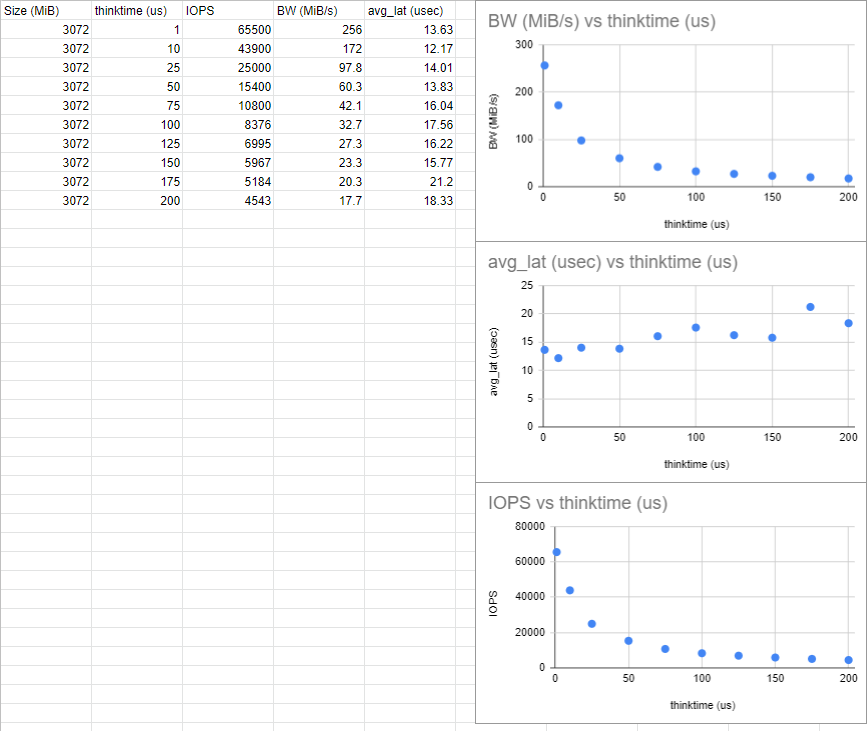 Size (MiB) thinktime (us) IOPS BW (MiB/s) avg_lat (usec)
3072 1 65500 256 13.63
3072 10 43900 172 12.17
3072 25 25000 97.8 14.01
3072 50 15400 60.3 13.83
3072 75 10800 42.1 16.04
3072 100 8376 32.7 17.56
3072 125 6995 27.3 16.22
3072 150 5967 23.3 15.77
3072 175 5184 20.3 21.2
3072 200 4543 17.7 18.33
BW (MiB/s) vs thinktime (us)
300
200
100
0
BW (MiB/s)
0 50 100 150 200
thinktime (us)
avg_lat (usec) vs thinktime (us)
25
20
15
10
5
0
avg_lat (usec)
0 50 100 150 200
thinktime (us)
IOPS vs thinktime (us)
80000
60000
40000
20000
0
IOPS
0 50 100 150 200
thinktime (us)